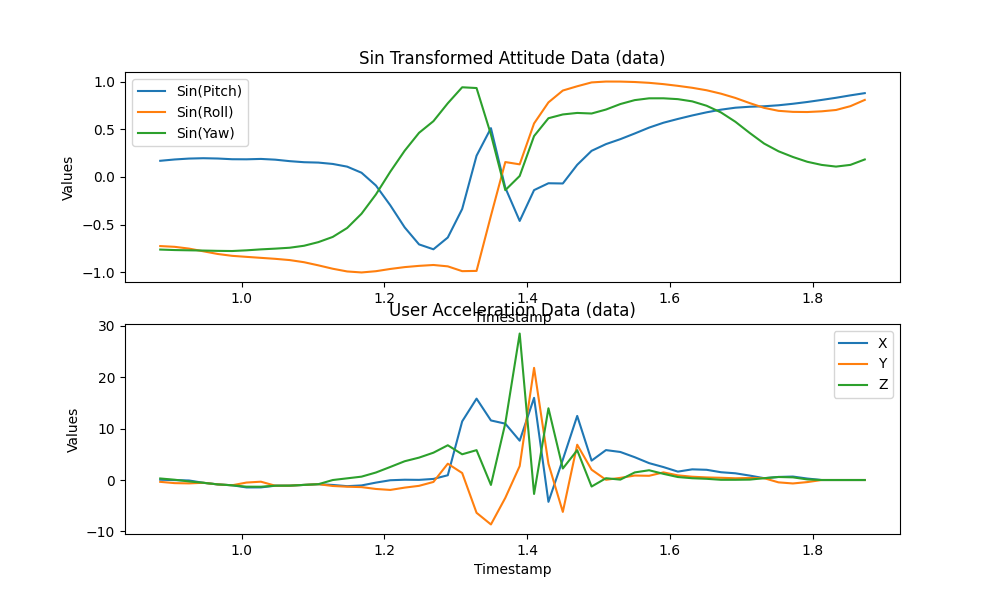 Sin Transformed Attitude Data (data)
1.0
0.5
0.0
−0.5
−1.0
Values
Sin(Pitch)
Sin(Roll)
Sin(Yaw)
1.0 1.2 1.4 1.6 1.8
Timestamp
User Acceleration Data (data)
30
20
10
0
−10
Values
X
Y
Z
1.0 1.2 1.4 1.6 1.8
Timestamp